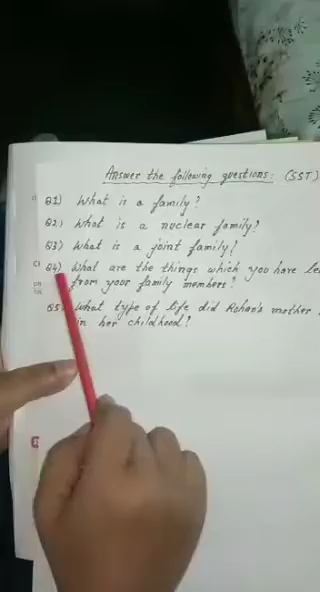 Answer the following questions: (SST)
Q1) What is a family?
Q2) What is a nuclear family?
Q3) What is a joint family?
Q4) What are the things which you have le
from your family members?
Q5) What type of life did Rohan's mother
in her childhood?